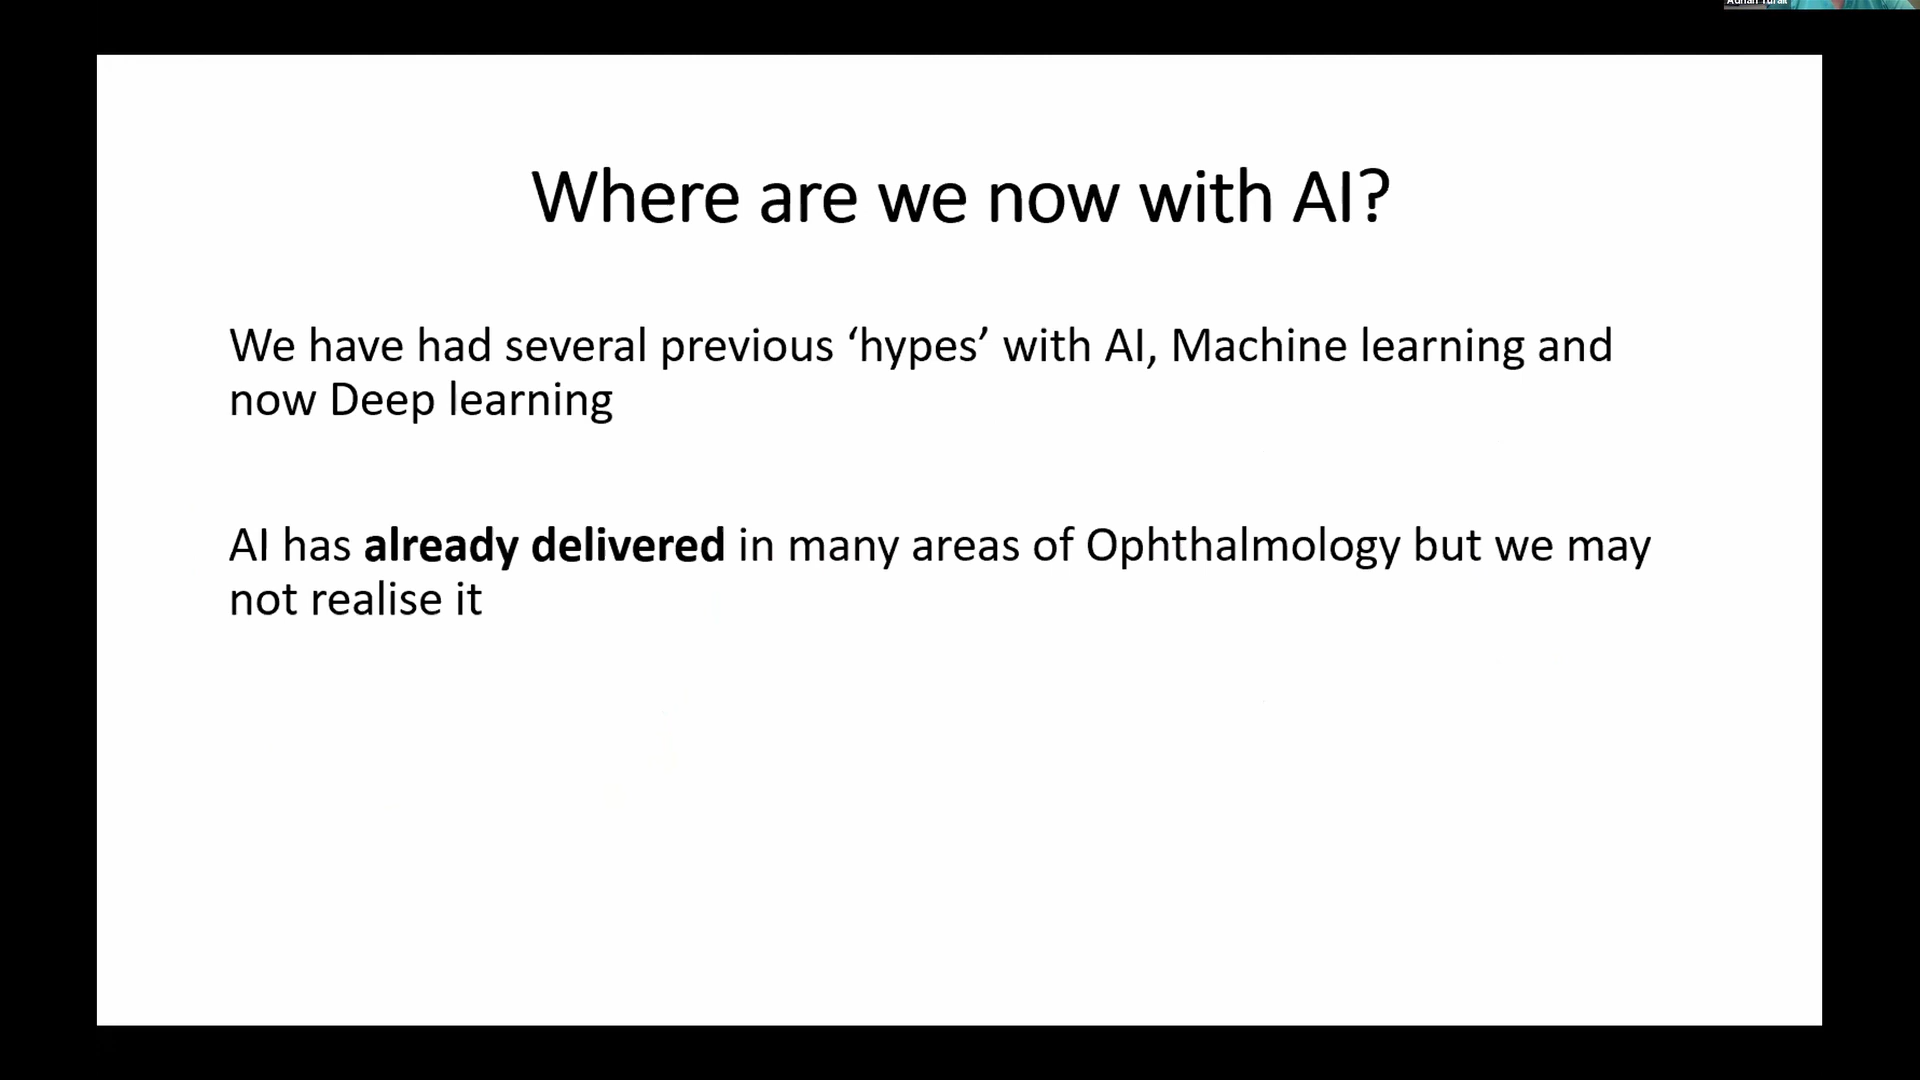 Where are we now with AI?
We have had several previous ‘hypes’ with AI, Machine learning and
now Deep learning
AI has already delivered in many areas of Ophthalmology but we may
not realise it